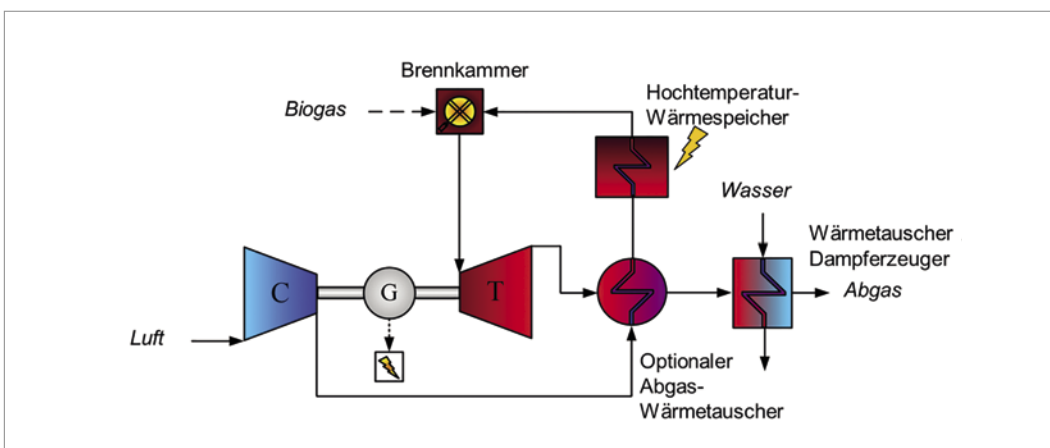 Brennkammer
Biogas
Hochtemperatur-
Wärmespeicher
Wasser
Wärmetauscher
Dampferzeuger
Abgas
C
G
T
Luft
Optionaler
Abgas-
Wärmetauscher